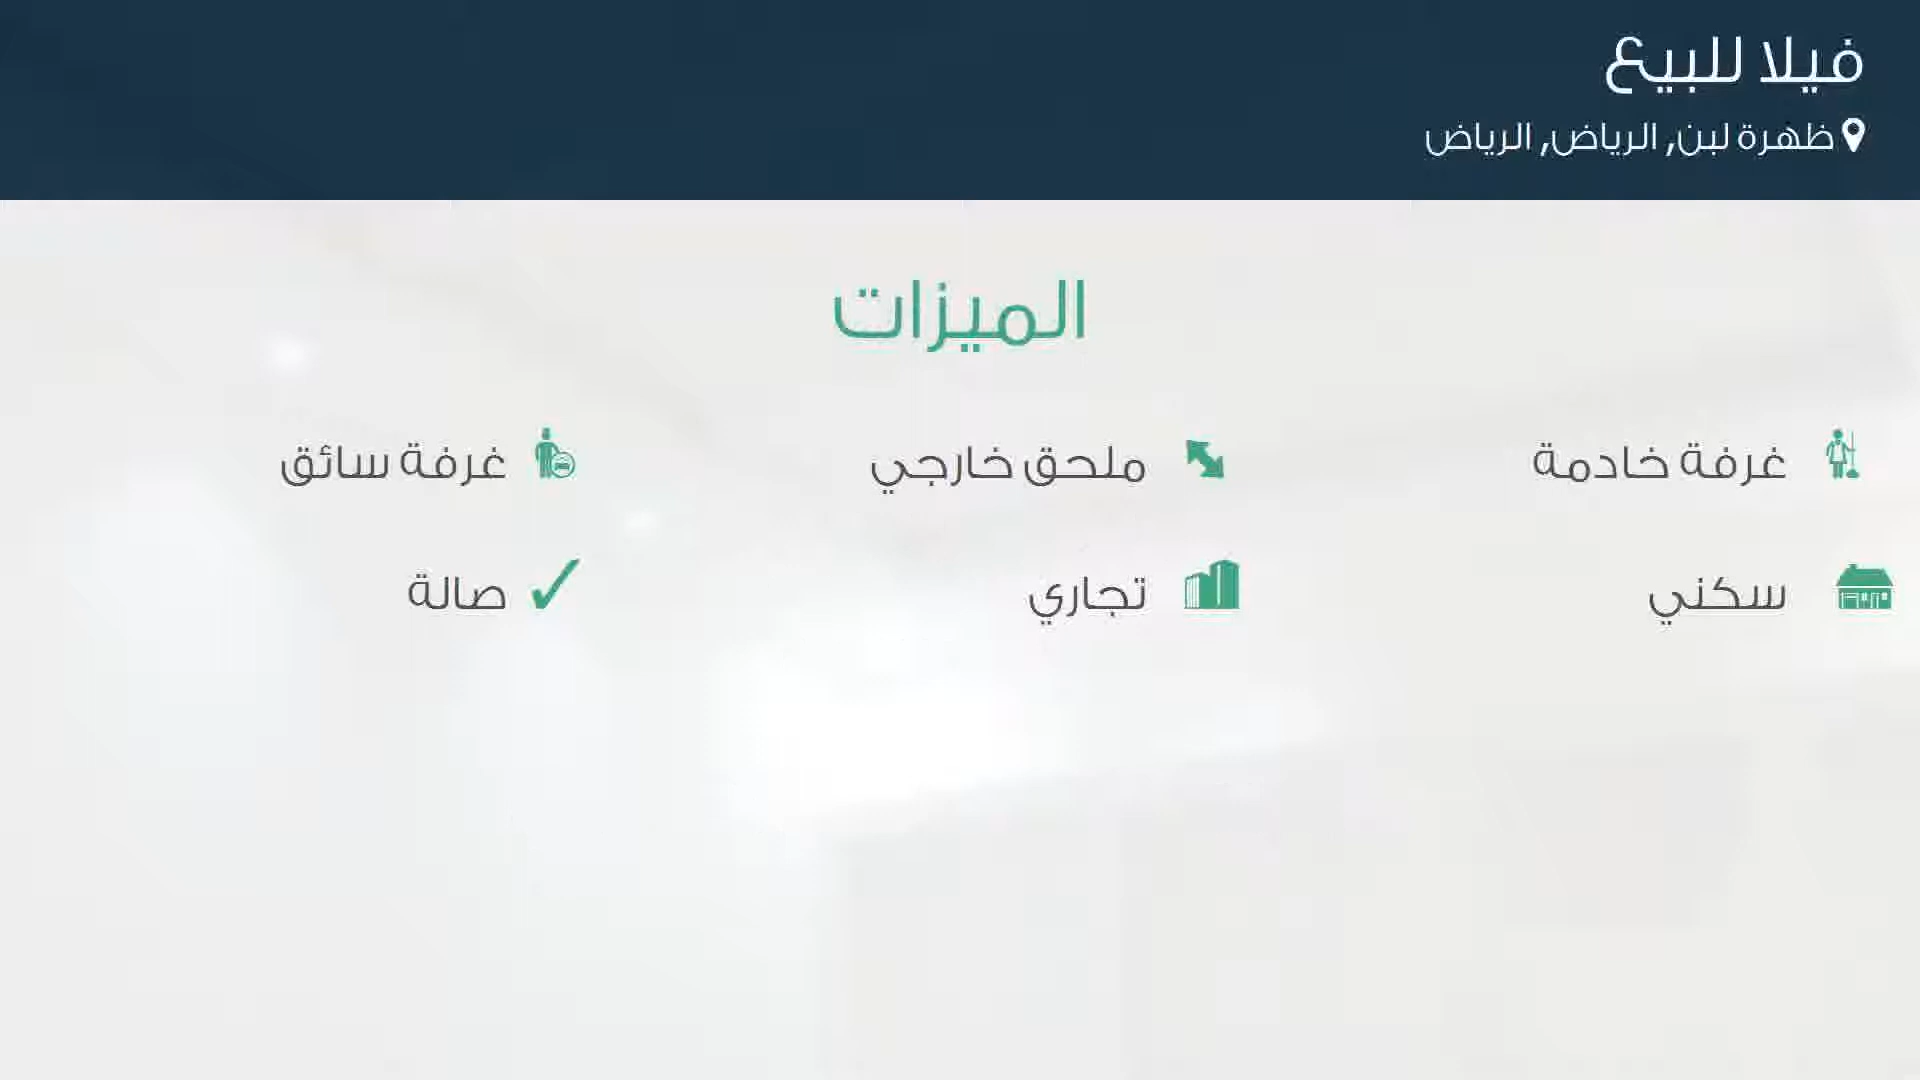 فيلا للبيع
ظهرة لبن, الرياض, الرياض
الميزات
غرفة خادمة
ملحق خارجي
غرفة سائق
سكني
تجاري
صالة